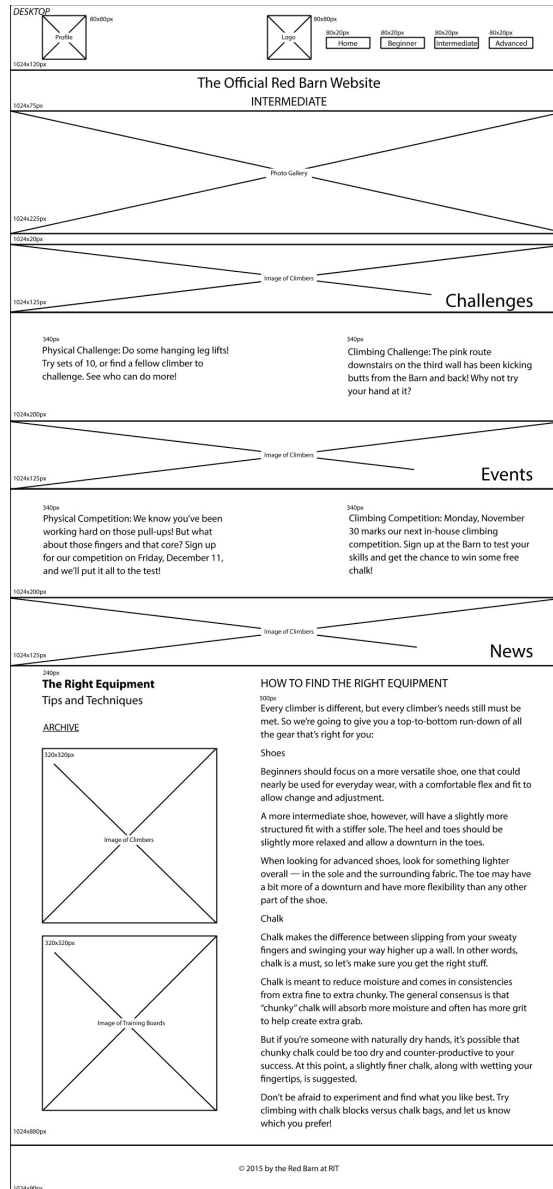 DESKTOP
80x80px
Profile
80x80px
Logo
80x20px
Home
80x20px
Beginner
80x20px
Intermediate
80x20px
Advanced
1024x120px
The Official Red Barn Website
INTERMEDIATE
1024x75px
Photo Gallery
1024x225px
1024x20px
Image of Climbers
1024x125px
Challenges
340px
Physical Challenge: Do some hanging leg lifts!
Try sets of 10, or find a fellow climber to
challenge. See who can do more!
340px
Climbing Challenge: The pink route
downstairs on the third wall has been kicking
butts from the Barn and back! Why not try
your hand at it?
1024x200px
Image of Climbers
1024x125px
Events
340px
Physical Competition: We know you've been
working hard on those pull-ups! But what
about those fingers and that core? Sign up
for our competition on Friday, December 11,
and we'll put it all to the test!
340px
Climbing Competition: Monday, November
30 marks our next in-house climbing
competition. Sign up at the Barn to test your
skills and get the chance to win some free
chalk!
1024x200px
Image of Climbers
1024x125px
News
240px
The Right Equipment
Tips and Techniques
ARCHIVE
320x320px
Image of Climbers
320x320px
Image of Training Boards
HOW TO FIND THE RIGHT EQUIPMENT
500px
Every climber is different, but every climber's needs still must be
met. So we're going to give you a top-to-bottom run-down of all
the gear that's right for you:
Shoes
Beginners should focus on a more versatile shoe, one that could
nearly be used for everyday wear, with a comfortable flex and fit to
allow change and adjustment.
A more intermediate shoe, however, will have a slightly more
structured fit with a stiffer sole. The heel and toes should be
slightly more relaxed and allow a downturn in the toes.
When looking for advanced shoes, look for something lighter
overall — in the sole and the surrounding fabric. The toe may have
a bit more of a downturn and have more flexibility than any other
part of the shoe.
Chalk
Chalk makes the difference between slipping from your sweaty
fingers and swinging your way higher up a wall. In other words,
chalk is a must, so let's make sure you get the right stuff.
Chalk is meant to reduce moisture and comes in consistencies
from extra fine to extra chunky. The general consensus is that
“chunky” chalk will absorb more moisture and often has more grit
to help create extra grab.
But if you're someone with naturally dry hands, it's possible that
chunky chalk could be too dry and counter-productive to your
success. At this point, a slightly finer chalk, along with wetting your
fingertips, is suggested.
Don't be afraid to experiment and find what you like best. Try
climbing with chalk blocks versus chalk bags, and let us know
which you prefer!
1024x880px
© 2015 by the Red Barn at RIT
1024x90px